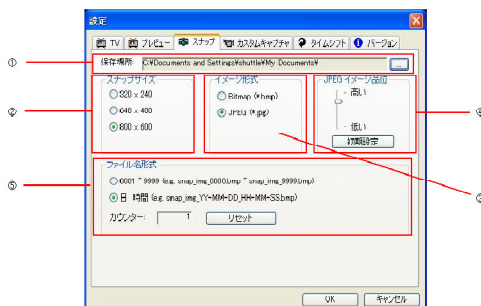 設定
TV プレビュー スナップ カスタムキャプチャ タイムシフト バージョン
① 保存場所 C:¥Documents and Settings¥shuttle¥My Documents¥ ...
スナップサイズ イメージ形式 JPEG イメージ品位
320 x 240 Bitmap (*.bmp) 高い
② 640 x 480 JPEG (*.jpg)
800 x 600 低い
初期設定
ファイル名形式
⑤ 0001 ~ 9999 (e.g. snap_img_0000.bmp ~ snap_img_9999.bmp)
日 時間 (e.g. snap_img_YY-MM-DD_HH-MM-SS.bmp)
カウンター: 1 リセット
OK キャンセル